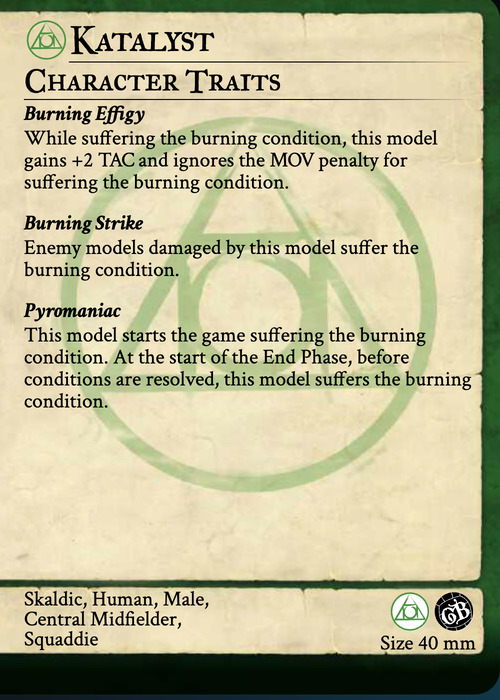 Katalyst
Character Traits
Burning Effigy
While suffering the burning condition, this model
gains +2 TAC and ignores the MOV penalty for
suffering the burning condition.
Burning Strike
Enemy models damaged by this model suffer the
burning condition.
Pyromaniac
This model starts the game suffering the burning
condition. At the start of the End Phase, before
conditions are resolved, this model suffers the burning
condition.
Skaldic, Human, Male,
Central Midfielder,
Squaddie
GB
Size 40 mm